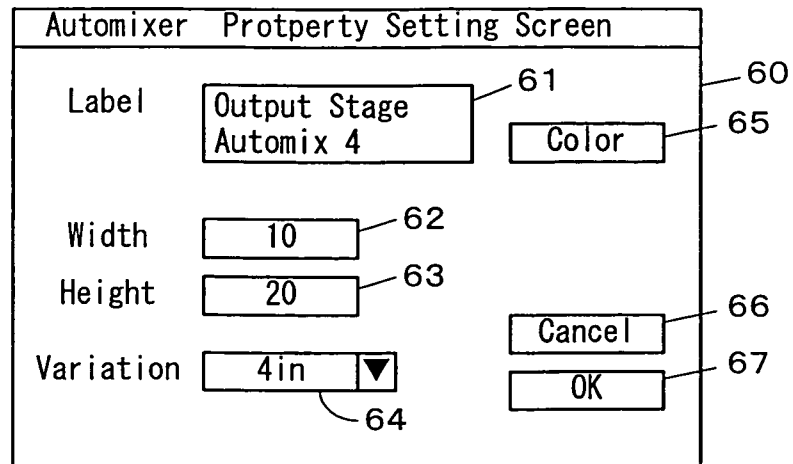 Automixer Protperty Setting Screen
60
Label
Output Stage
Automix 4
61
Color
65
Width
10
62
Height
20
63
Cancel
66
Variation
4in
▼
64
OK
67